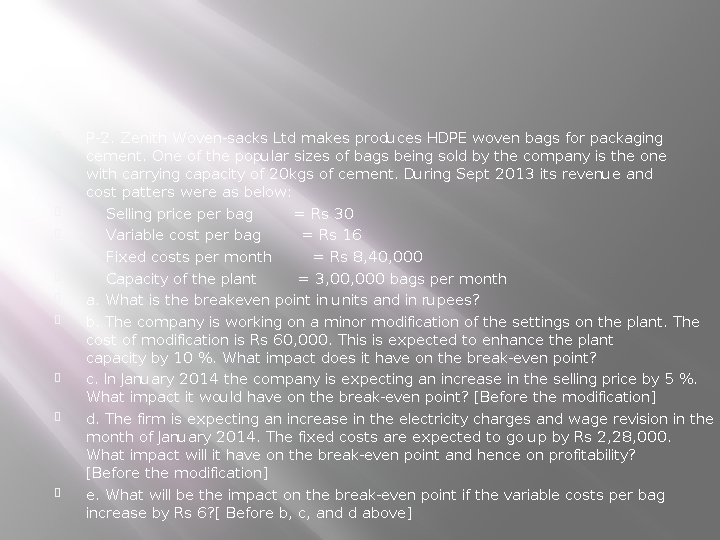 P-2. Zenith Woven-sacks Ltd makes produces HDPE woven bags for packaging
cement. One of the popular sizes of bags being sold by the company is the one
with carrying capacity of 20kgs of cement. During Sept 2013 its revenue and
cost patters were as below:
Selling price per bag = Rs 30
Variable cost per bag = Rs 16
Fixed costs per month = Rs 8,40,000
Capacity of the plant = 3,00,000 bags per month
a. What is the breakeven point in units and in rupees?
b. The company is working on a minor modification of the settings on the plant. The
cost of modification is Rs 60,000. This is expected to enhance the plant
capacity by 10 %. What impact does it have on the break-even point?
c. In January 2014 the company is expecting an increase in the selling price by 5 %.
What impact it would have on the break-even point? [Before the modification]
d. The firm is expecting an increase in the electricity charges and wage revision in the
month of January 2014. The fixed costs are expected to go up by Rs 2,28,000.
What impact will it have on the break-even point and hence on profitability?
[Before the modification]
e. What will be the impact on the break-even point if the variable costs per bag
increase by Rs 6?[ Before b, c, and d above]